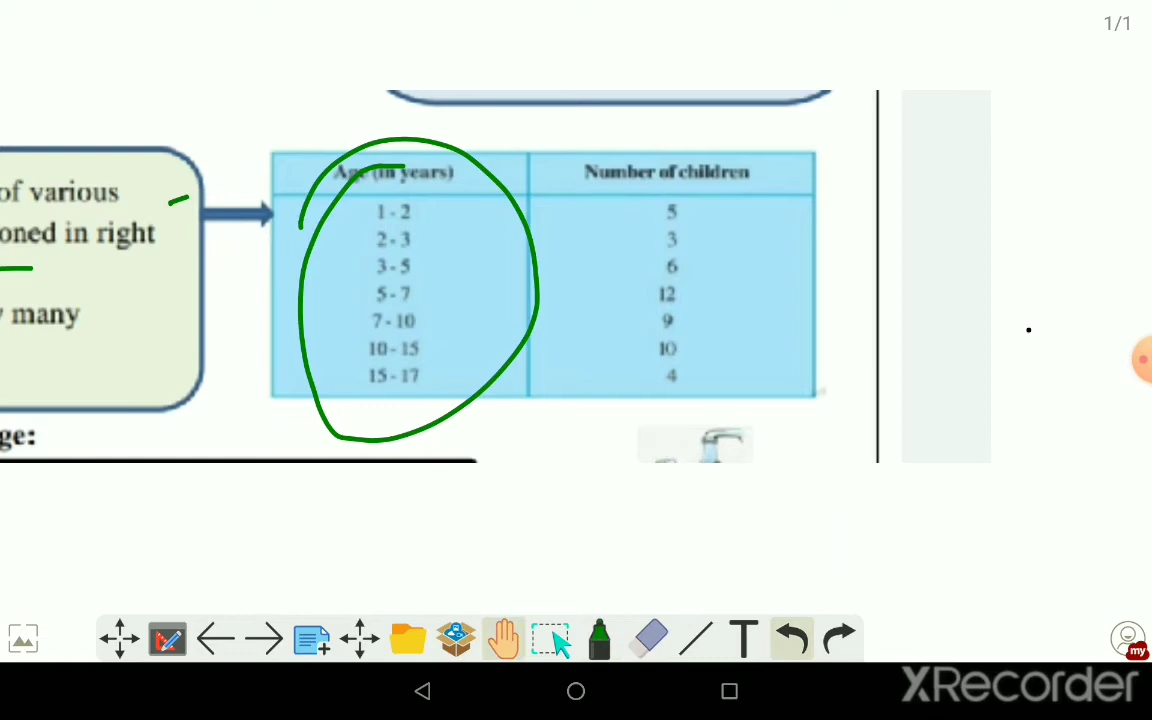 1/1
of various
oned in right
many
Age (in years) Number of children
1 - 2 5
2 - 3 3
3 - 5 6
5 - 7 12
7 - 10 9
10 - 15 10
15 - 17 4
ge:
T
my
XRecorder